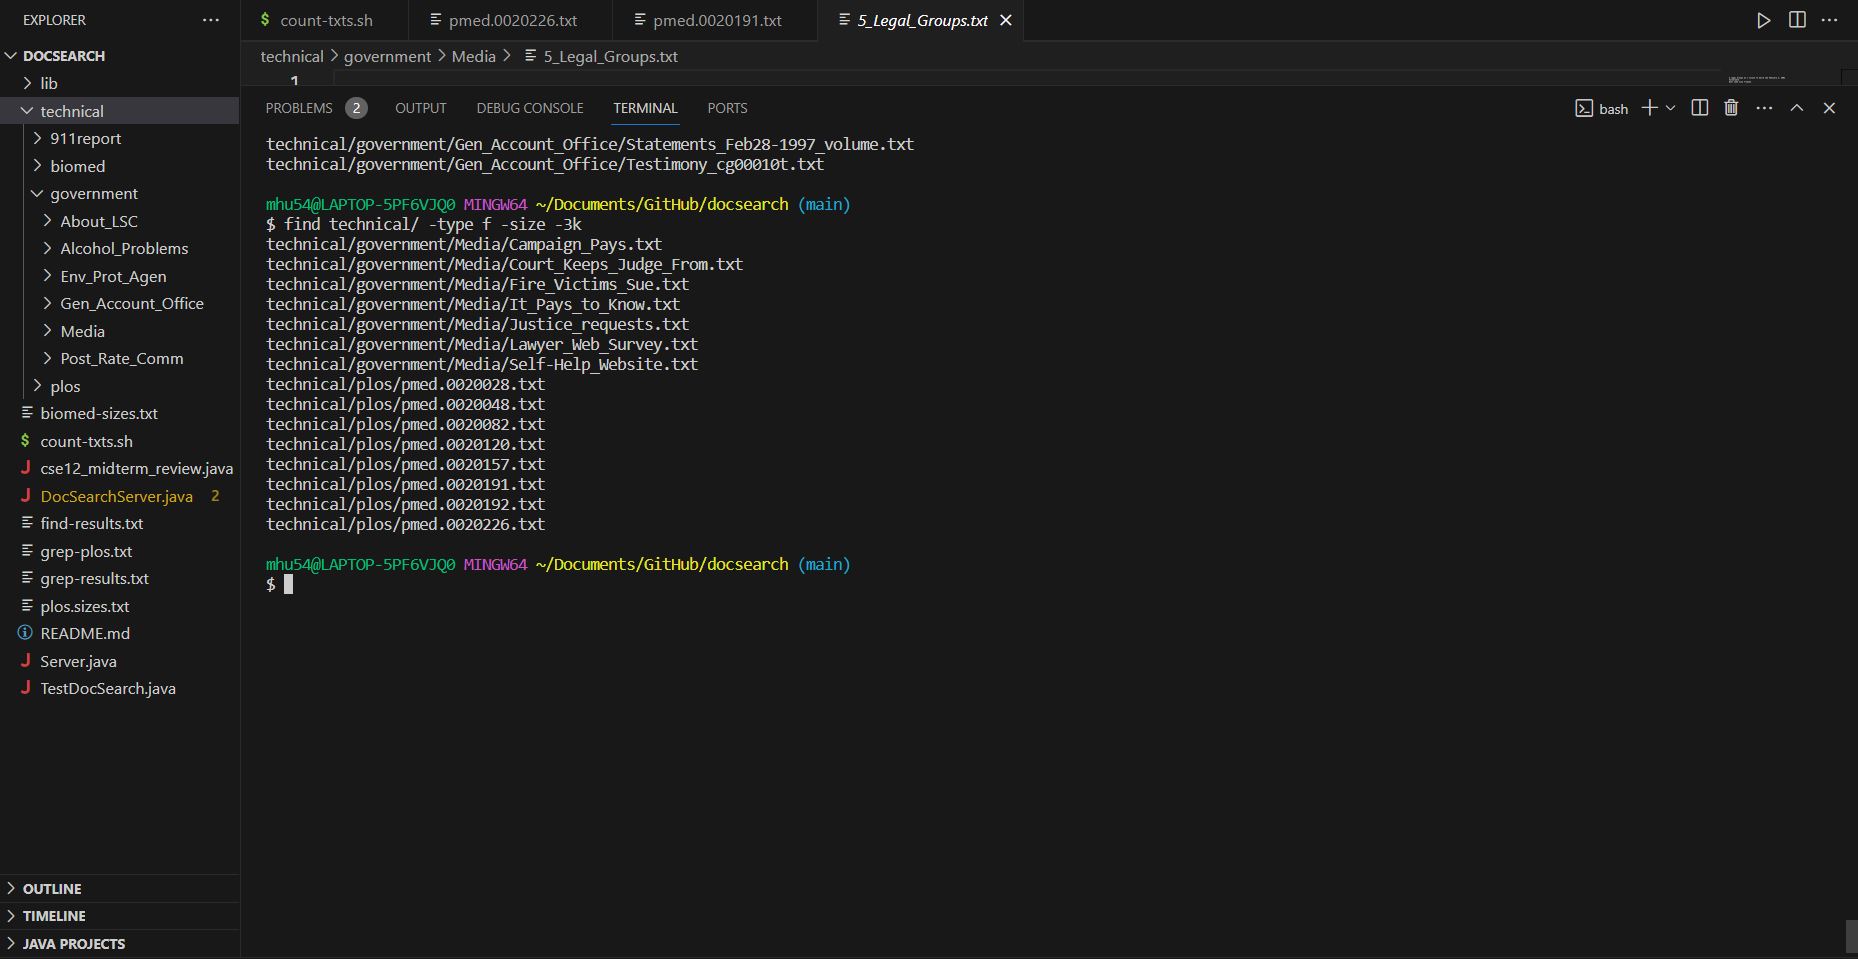 EXPLORER
DOCSEARCH
lib
technical
911report
biomed
government
About_LSC
Alcohol_Problems
Env_Prot_Agen
Gen_Account_Office
Media
Post_Rate_Comm
plos
biomed-sizes.txt
$ count-txts.sh
J cse12_midterm_review.java
J DocSearchServer.java 2
find-results.txt
grep-plos.txt
grep-results.txt
plos.sizes.txt
README.md
J Server.java
J TestDocSearch.java
OUTLINE
TIMELINE
JAVA PROJECTS
$ count-txts.sh pmed.0020226.txt pmed.0020191.txt 5_Legal_Groups.txt
technical > government > Media > 5_Legal_Groups.txt
1
PROBLEMS 2 OUTPUT DEBUG CONSOLE TERMINAL PORTS bash
technical/government/Gen_Account_Office/Statements_Feb28-1997_volume.txt
technical/government/Gen_Account_Office/Testimony_cg00010t.txt
mhu54@LAPTOP-5PF6VJQ0 MINGW64 ~/Documents/GitHub/docsearch (main)
$ find technical/ -type f -size -3k
technical/government/Media/Campaign_Pays.txt
technical/government/Media/Court_Keeps_Judge_From.txt
technical/government/Media/Fire_Victims_Sue.txt
technical/government/Media/It_Pays_to_Know.txt
technical/government/Media/Justice_requests.txt
technical/government/Media/Lawyer_Web_Survey.txt
technical/government/Media/Self-Help_Website.txt
technical/plos/pmed.0020028.txt
technical/plos/pmed.0020048.txt
technical/plos/pmed.0020082.txt
technical/plos/pmed.0020120.txt
technical/plos/pmed.0020157.txt
technical/plos/pmed.0020191.txt
technical/plos/pmed.0020192.txt
technical/plos/pmed.0020226.txt
mhu54@LAPTOP-5PF6VJQ0 MINGW64 ~/Documents/GitHub/docsearch (main)
$